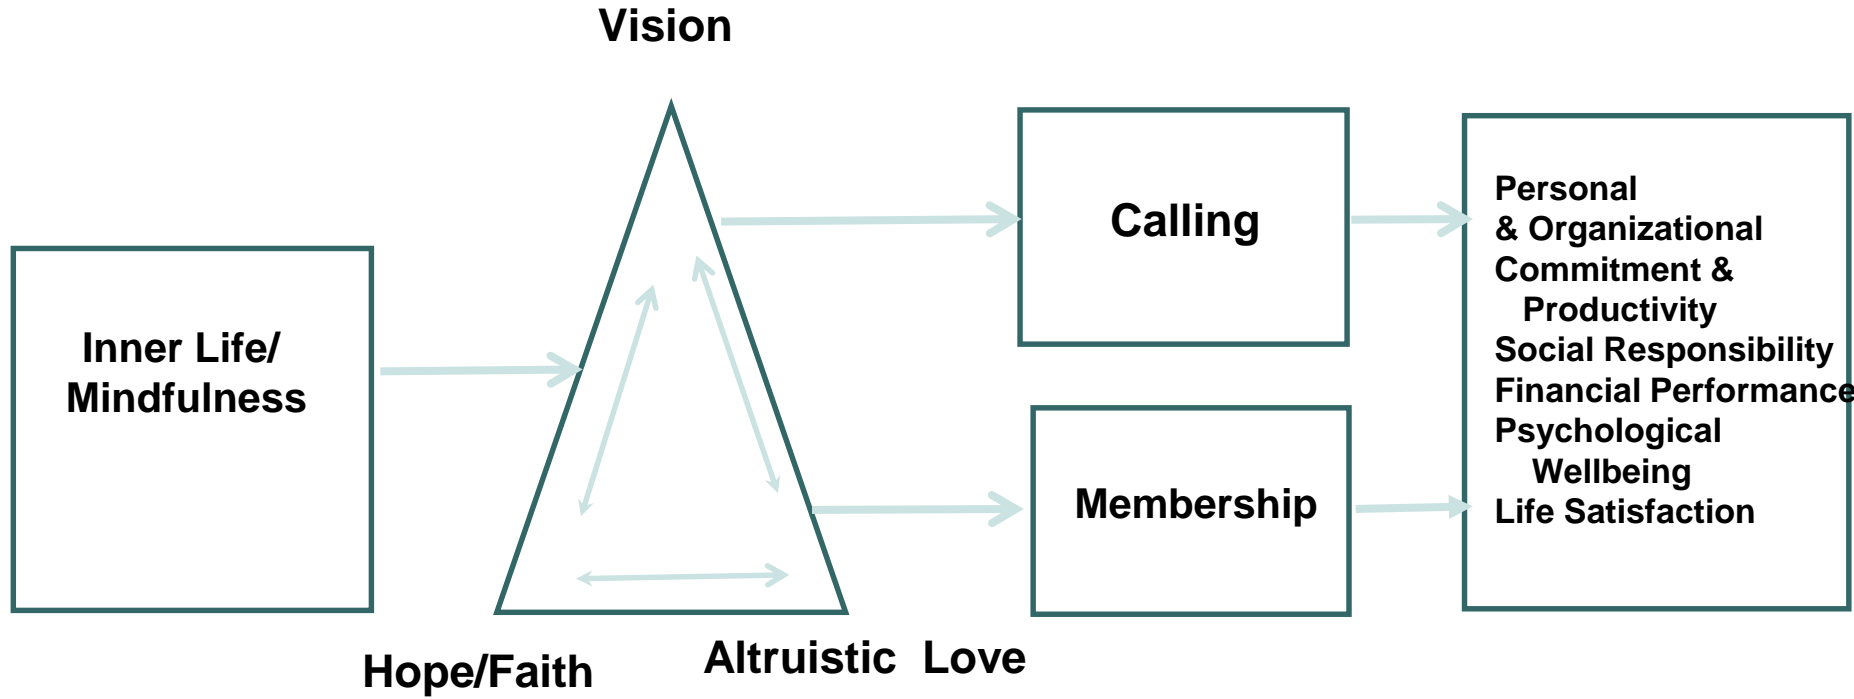 Vision
Inner Life/
Mindfulness
Hope/Faith
Altruistic Love
Calling
Membership
Personal
& Organizational
Commitment &
Productivity
Social Responsibility
Financial Performance
Psychological
Wellbeing
Life Satisfaction